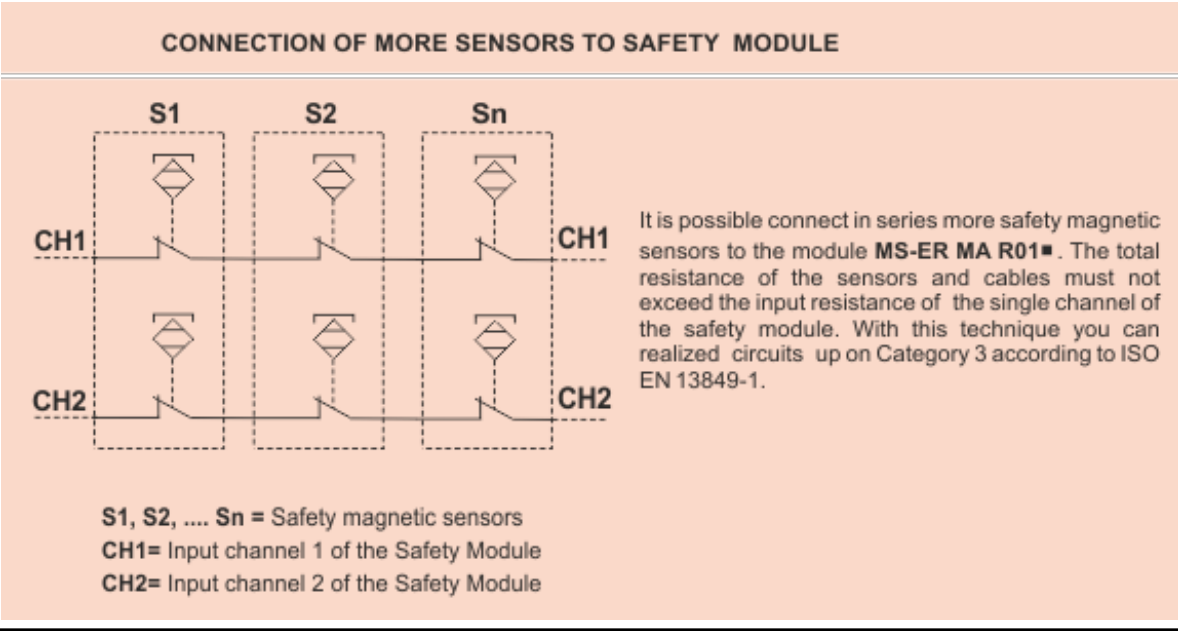 CONNECTION OF MORE SENSORS TO SAFETY MODULE
S1 S2 Sn
CH1 CH1
CH2 CH2
It is possible connect in series more safety magnetic
sensors to the module MS-ER MA R01■. The total
resistance of the sensors and cables must not
exceed the input resistance of the single channel of
the safety module. With this technique you can
realized circuits up on Category 3 according to ISO
EN 13849-1.
S1, S2, .... Sn = Safety magnetic sensors
CH1= Input channel 1 of the Safety Module
CH2= Input channel 2 of the Safety Module